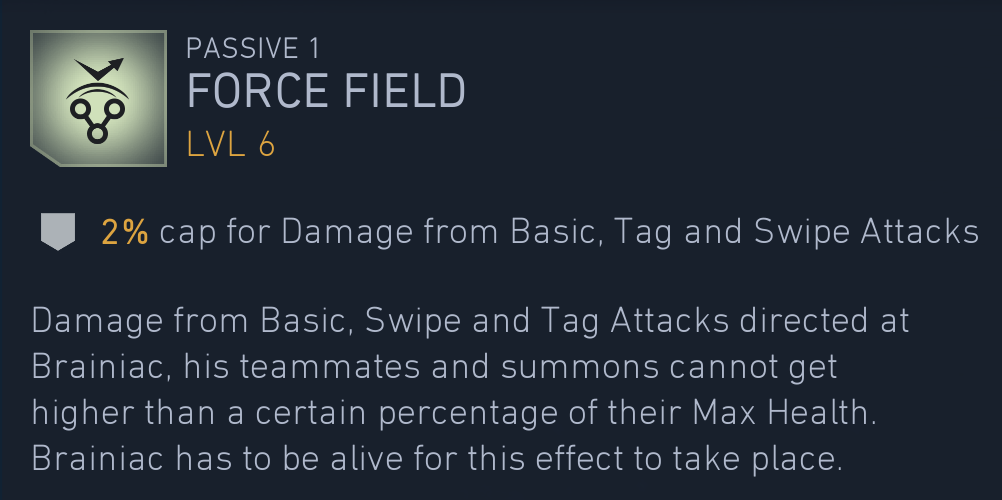 PASSIVE 1
FORCE FIELD
LVL 6
2% cap for Damage from Basic, Tag and Swipe Attacks
Damage from Basic, Swipe and Tag Attacks directed at
Brainiac, his teammates and summons cannot get
higher than a certain percentage of their Max Health.
Brainiac has to be alive for this effect to take place.